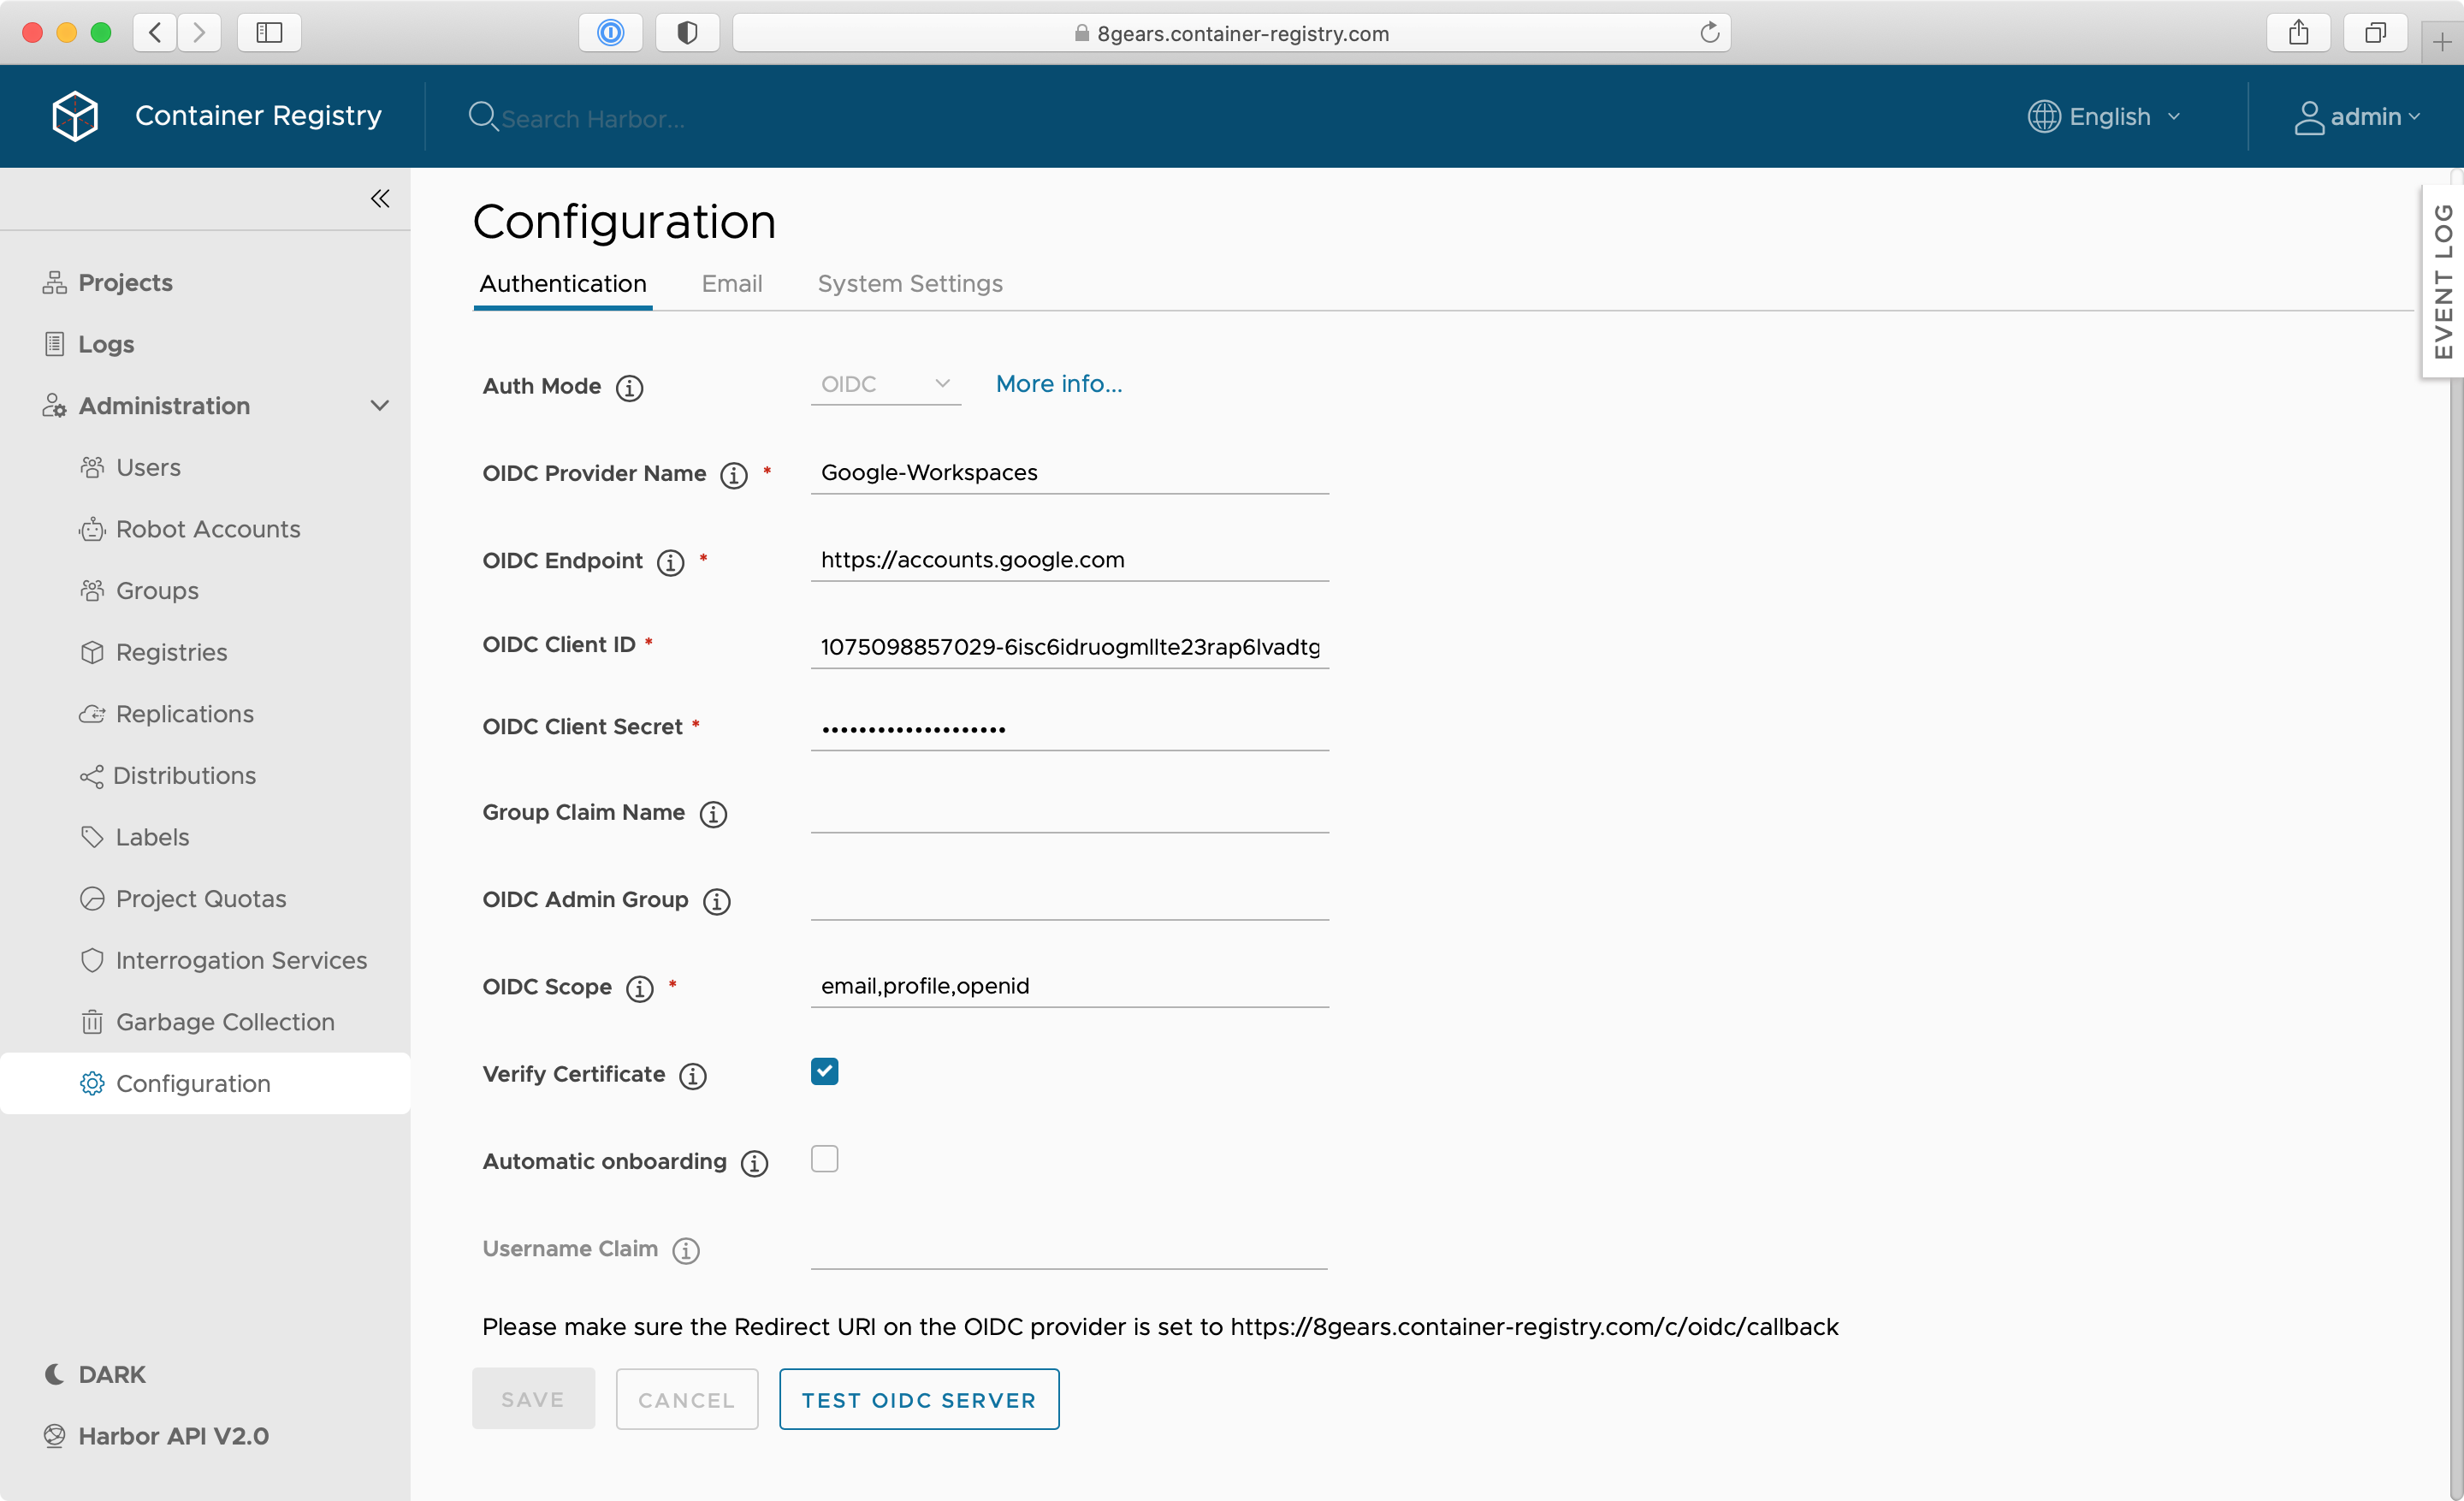 8gears.container-registry.com
Container Registry
Search Harbor...
English
admin
EVENT LOG
Projects
Logs
Administration
Users
Robot Accounts
Groups
Registries
Replications
Distributions
Labels
Project Quotas
Interrogation Services
Garbage Collection
Configuration
DARK
Harbor API V2.0
Configuration
Authentication Email System Settings
Auth Mode OIDC More info...
OIDC Provider Name * Google-Workspaces
OIDC Endpoint * https://accounts.google.com
OIDC Client ID * 1075098857029-6isc6idruogmllte23rap6lvadtg
OIDC Client Secret * ••••••••••••••••••••
Group Claim Name
OIDC Admin Group
OIDC Scope * email,profile,openid
Verify Certificate
Automatic onboarding
Username Claim
Please make sure the Redirect URI on the OIDC provider is set to https://8gears.container-registry.com/c/oidc/callback
SAVE CANCEL TEST OIDC SERVER